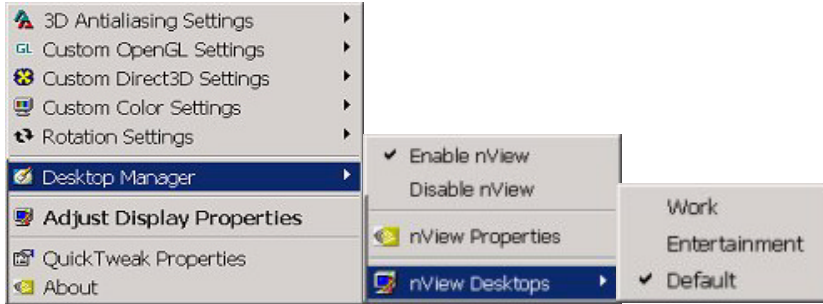 3D Antialiasing Settings
GL Custom OpenGL Settings
Custom Direct3D Settings
Custom Color Settings
Rotation Settings
Desktop Manager
Adjust Display Properties
QuickTweak Properties
About
Enable nView
Disable nView
nView Properties
nView Desktops
Work
Entertainment
Default